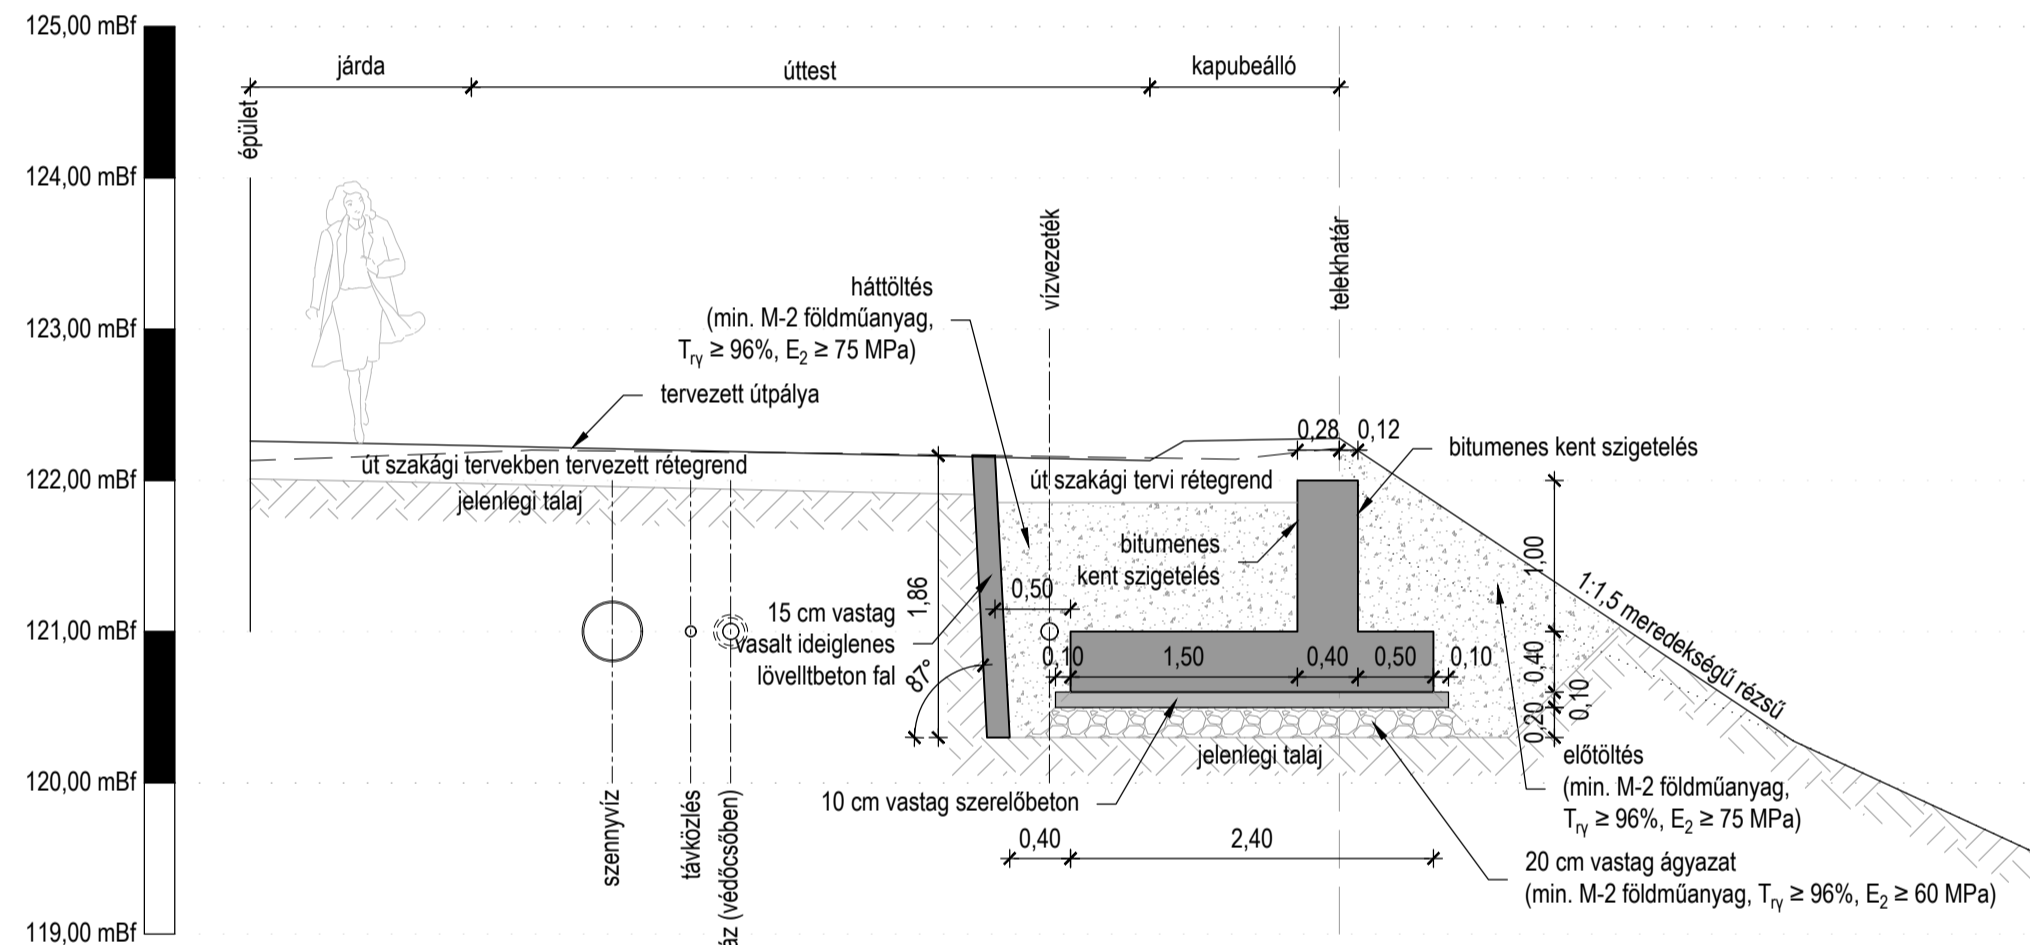 125,00 mBf
124,00 mBf
123,00 mBf
122,00 mBf
121,00 mBf
120,00 mBf
119,00 mBf
járda
úttest
kapubeálló
épület
vízvezeték
telekhatár
háttöltés
(min. M-2 földműanyag,
Trγ ≥ 96%, E2 ≥ 75 MPa)
tervezett útpálya
út szakági tervekben tervezett rétegrend
jelenlegi talaj
út szakági tervi rétegrend
0,28
0,12
bitumenes kent szigetelés
bitumenes
kent szigetelés
15 cm vastag
vasalt ideiglenes
lövelltbeton fal
1,86
87°
0,50
0,10
1,50
0,40
0,50
0,10
1,00
0,40
0,10
0,20
1:1,5 meredekségű rézsű
jelenlegi talaj
10 cm vastag szerelőbeton
0,40
2,40
előtöltés
(min. M-2 földműanyag,
Trγ ≥ 96%, E2 ≥ 75 MPa)
20 cm vastag ágyazat
(min. M-2 földműanyag, Trγ ≥ 96%, E2 ≥ 60 MPa)
szennyvíz
távközlés
(védőcsőben)